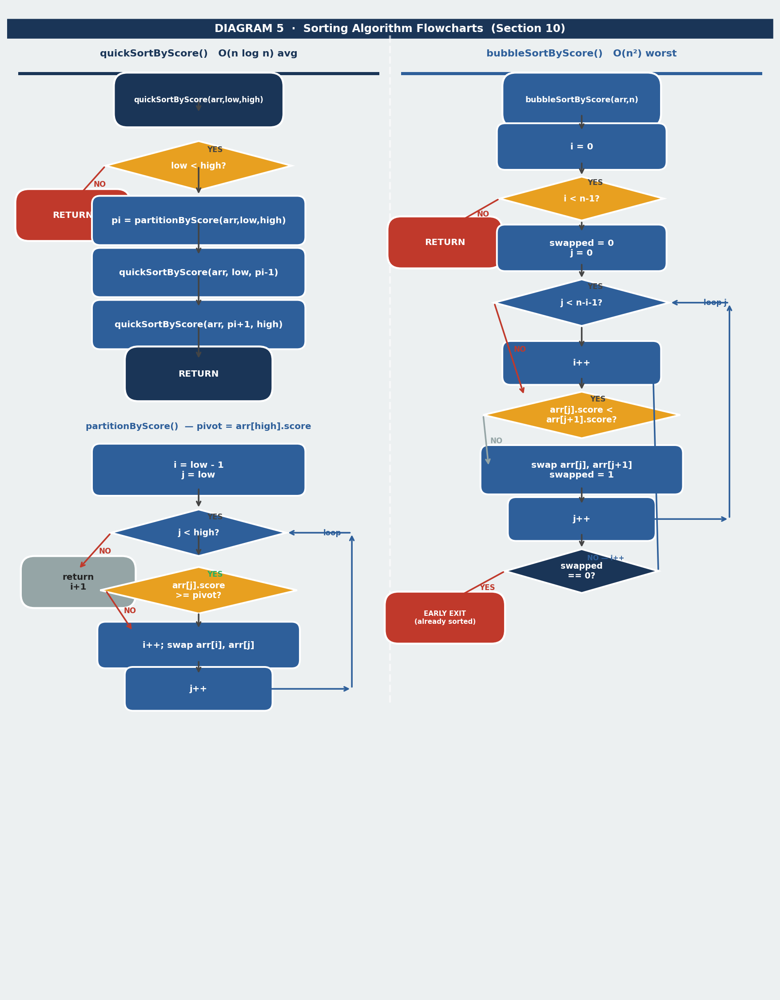 DIAGRAM 5 · Sorting Algorithm Flowcharts (Section 10)
quickSortByScore() O(n log n) avg
quickSortByScore(arr,low,high)
YES
low < high?
NO
RETURN
pi = partitionByScore(arr,low,high)
quickSortByScore(arr, low, pi-1)
quickSortByScore(arr, pi+1, high)
RETURN
partitionByScore() — pivot = arr[high].score
i = low - 1
j = low
YES
j < high?
loop
NO
return
i+1
YES
arr[j].score
>= pivot?
NO
i++; swap arr[i], arr[j]
j++
bubbleSortByScore() O(n²) worst
bubbleSortByScore(arr,n)
i = 0
YES
i < n-1?
NO
RETURN
swapped = 0
j = 0
YES
j < n-i-1?
loop j
NO
i++
YES
arr[j].score <
arr[j+1].score?
NO
swap arr[j], arr[j+1]
swapped = 1
j++
NO — i++
swapped
== 0?
YES
EARLY EXIT
(already sorted)